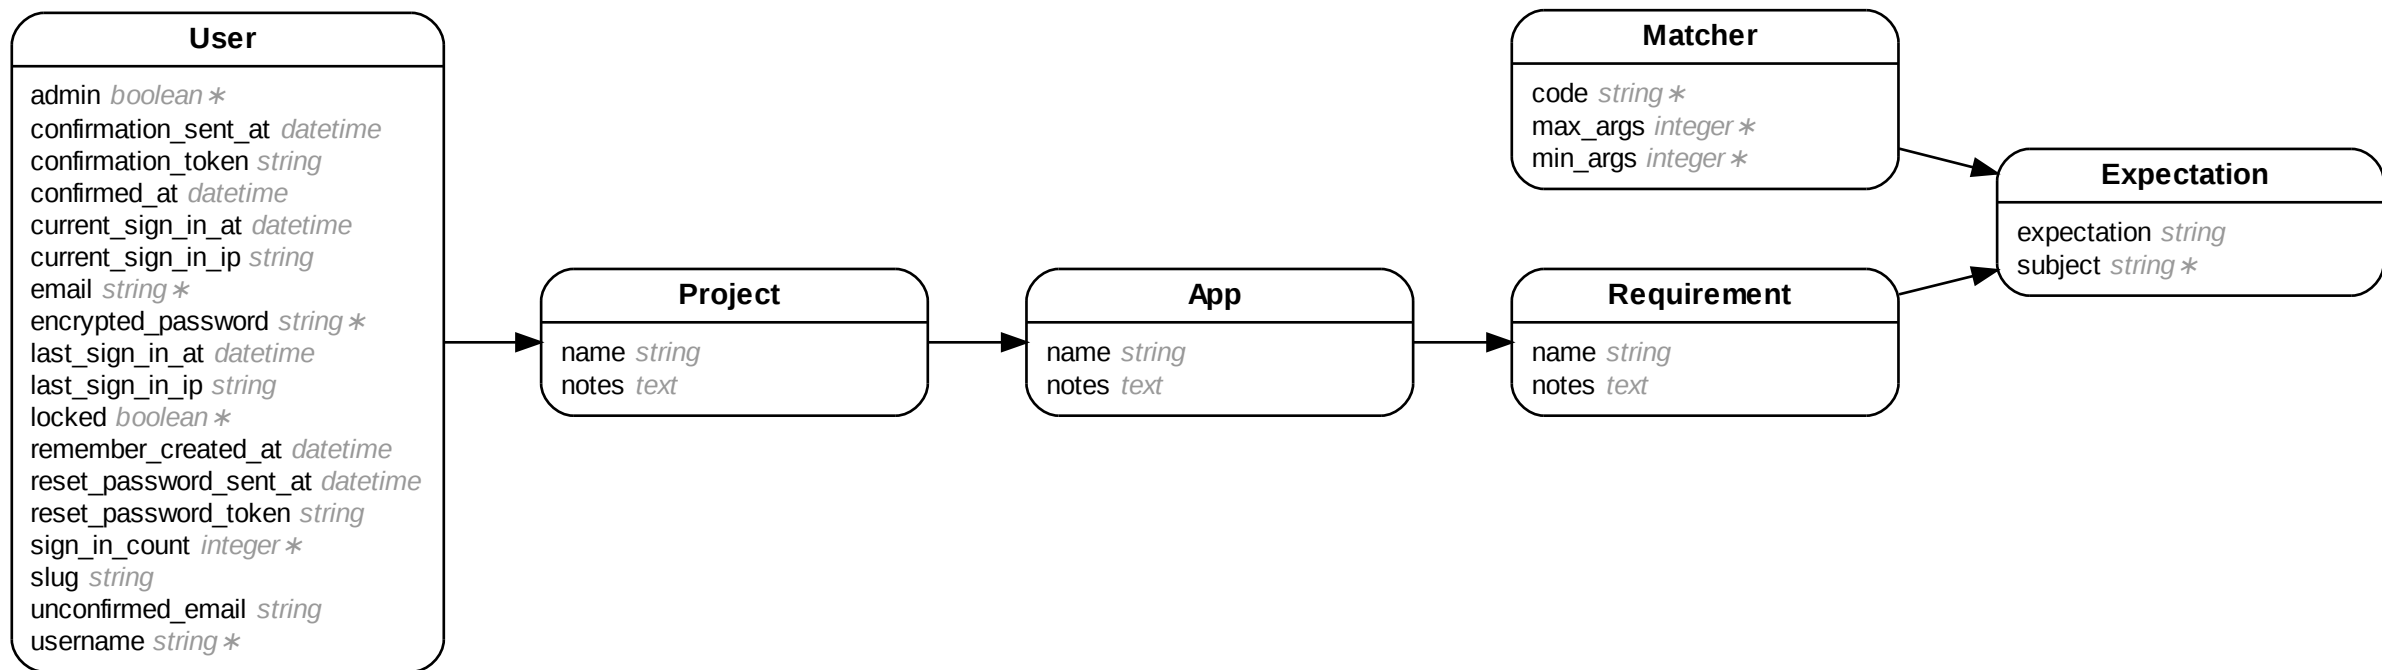 User
admin boolean ∗
confirmation_sent_at datetime
confirmation_token string
confirmed_at datetime
current_sign_in_at datetime
current_sign_in_ip string
email string ∗
encrypted_password string ∗
last_sign_in_at datetime
last_sign_in_ip string
locked boolean ∗
remember_created_at datetime
reset_password_sent_at datetime
reset_password_token string
sign_in_count integer ∗
slug string
unconfirmed_email string
username string ∗
Project
name string
notes text
App
name string
notes text
Matcher
code string ∗
max_args integer ∗
min_args integer ∗
Requirement
name string
notes text
Expectation
expectation string
subject string ∗